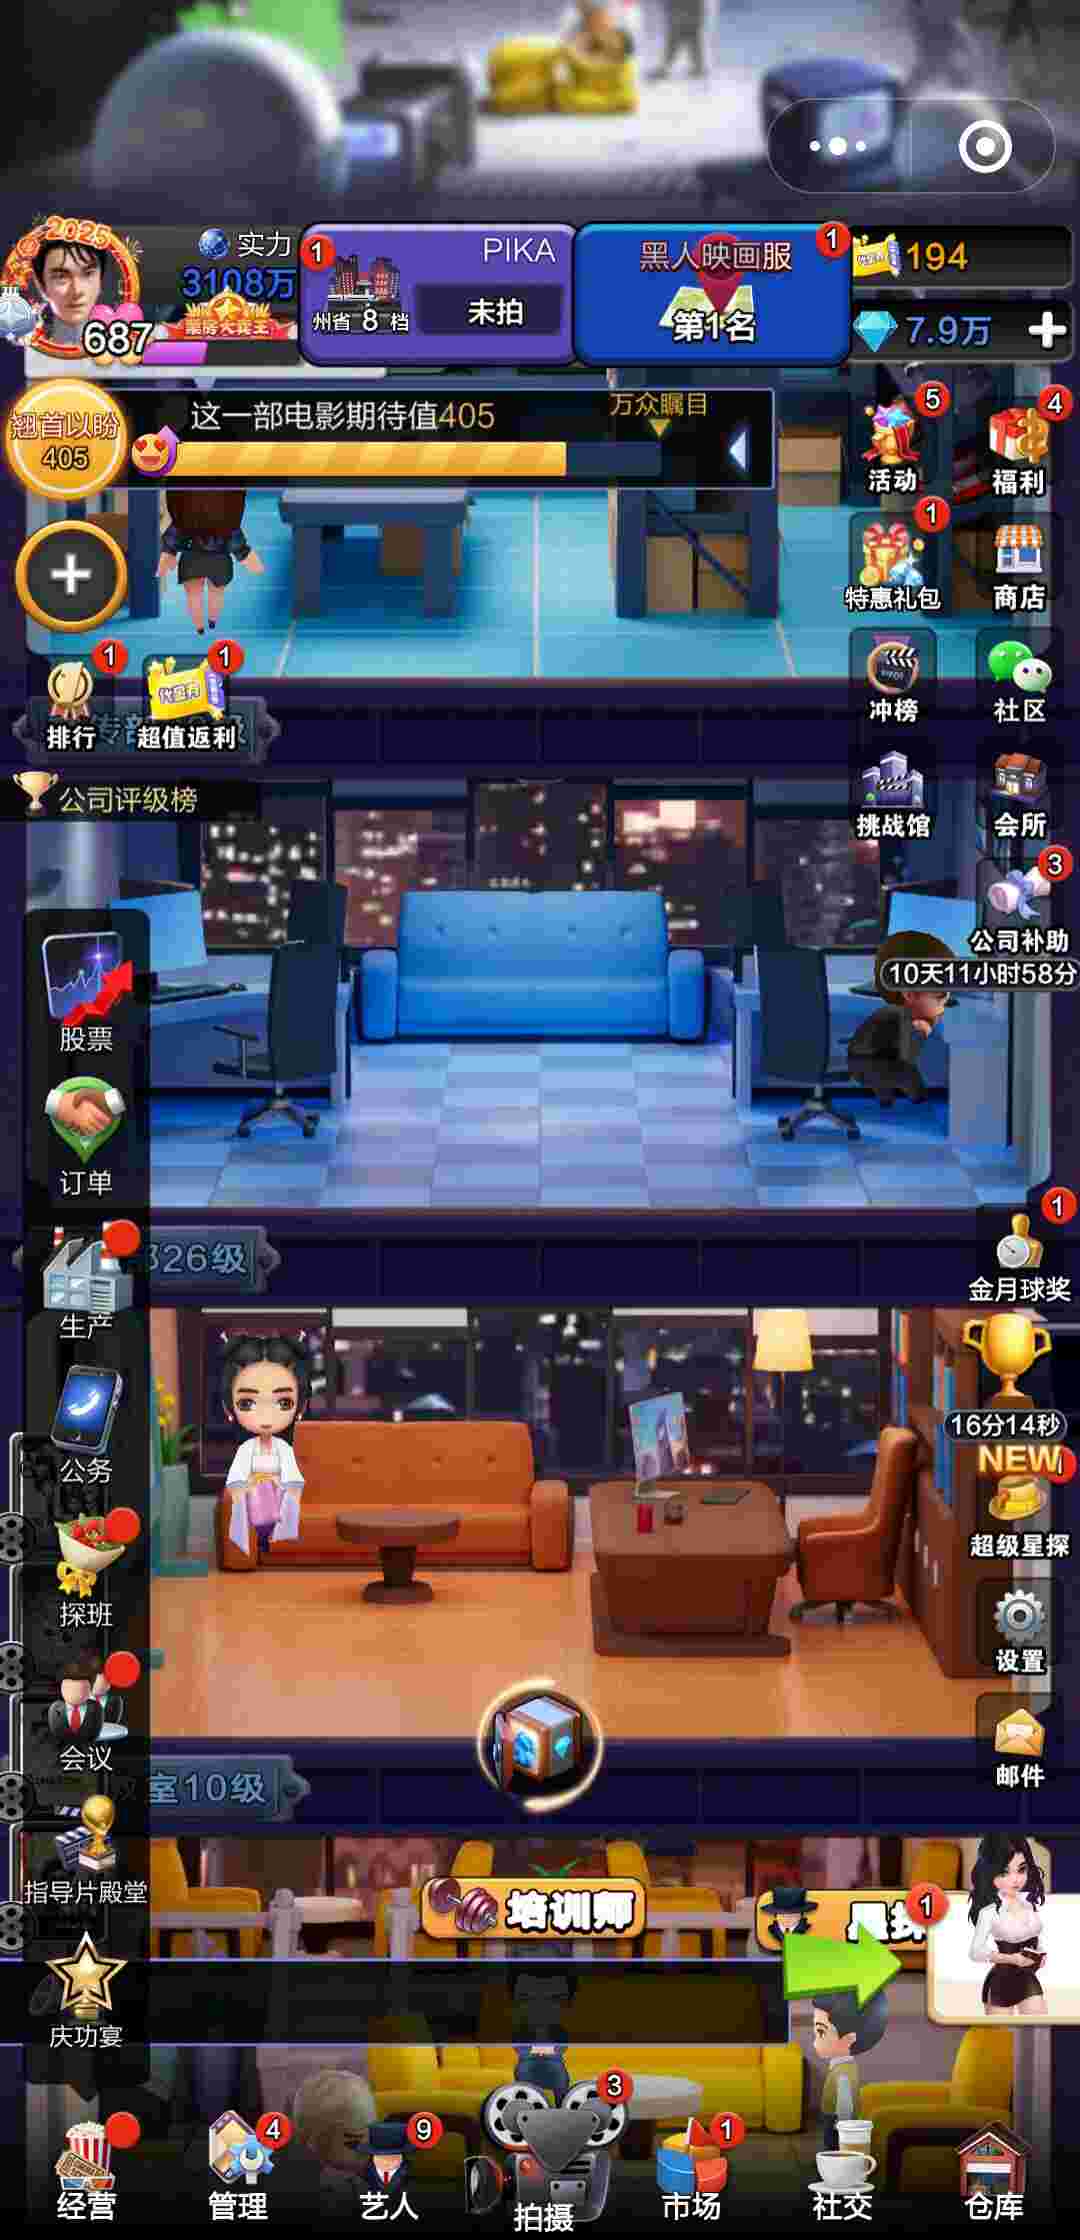 2025
实力
3108万
687
1
PIKA
州省 8 档
未拍
黑人映画服
1
第1名
194
7.9万
翘首以盼
405
这一部电影期待值405
万众瞩目
5
活动
4
福利
1
特惠礼包
商店
1
排行
1
超值返利
冲榜
社区
公司评级榜
挑战馆
会所
3
公司补助
10天11小时58分
股票
订单
26级
1
金月球奖
生产
16分14秒
NEW
超级星探
公务
探班
设置
会议
邮件
室10级
指导片殿堂
培训师
1
庆功宴
3
经营
4
管理
9
艺人
拍摄
1
市场
社交
仓库